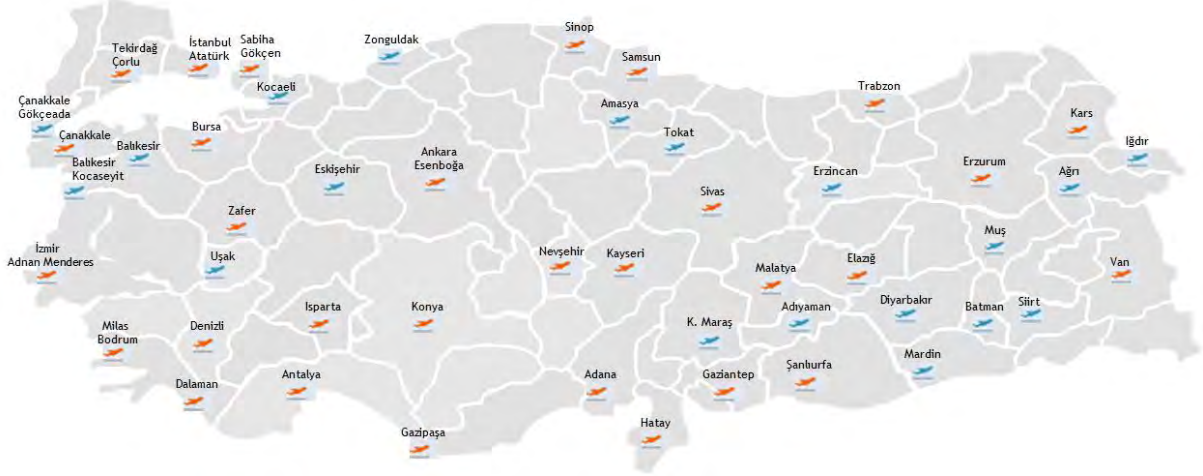 Sinop
Zonguldak
İstanbul
Atatürk
Sabiha
Gökçen
Tekirdağ
Çorlu
Samsun
Kocaeli
Trabzon
Çanakkale
Gökçeada
Amasya
Kars
Bursa
Çanakkale
Tokat
Balıkesir
Iğdır
Ankara
Esenboğa
Eskişehir
Erzurum
Balıkesir
Kocaseyit
Erzincan
Ağrı
Sivas
Zafer
Muş
İzmir
Adnan Menderes
Uşak
Nevşehir
Kayseri
Elazığ
Van
Malatya
Isparta
Konya
Adıyaman
Diyarbakır
Batman
Siirt
Milas
Bodrum
Denizli
K. Maraş
Mardin
Dalaman
Antalya
Adana
Gaziantep
Şanlıurfa
Hatay
Gazipaşa